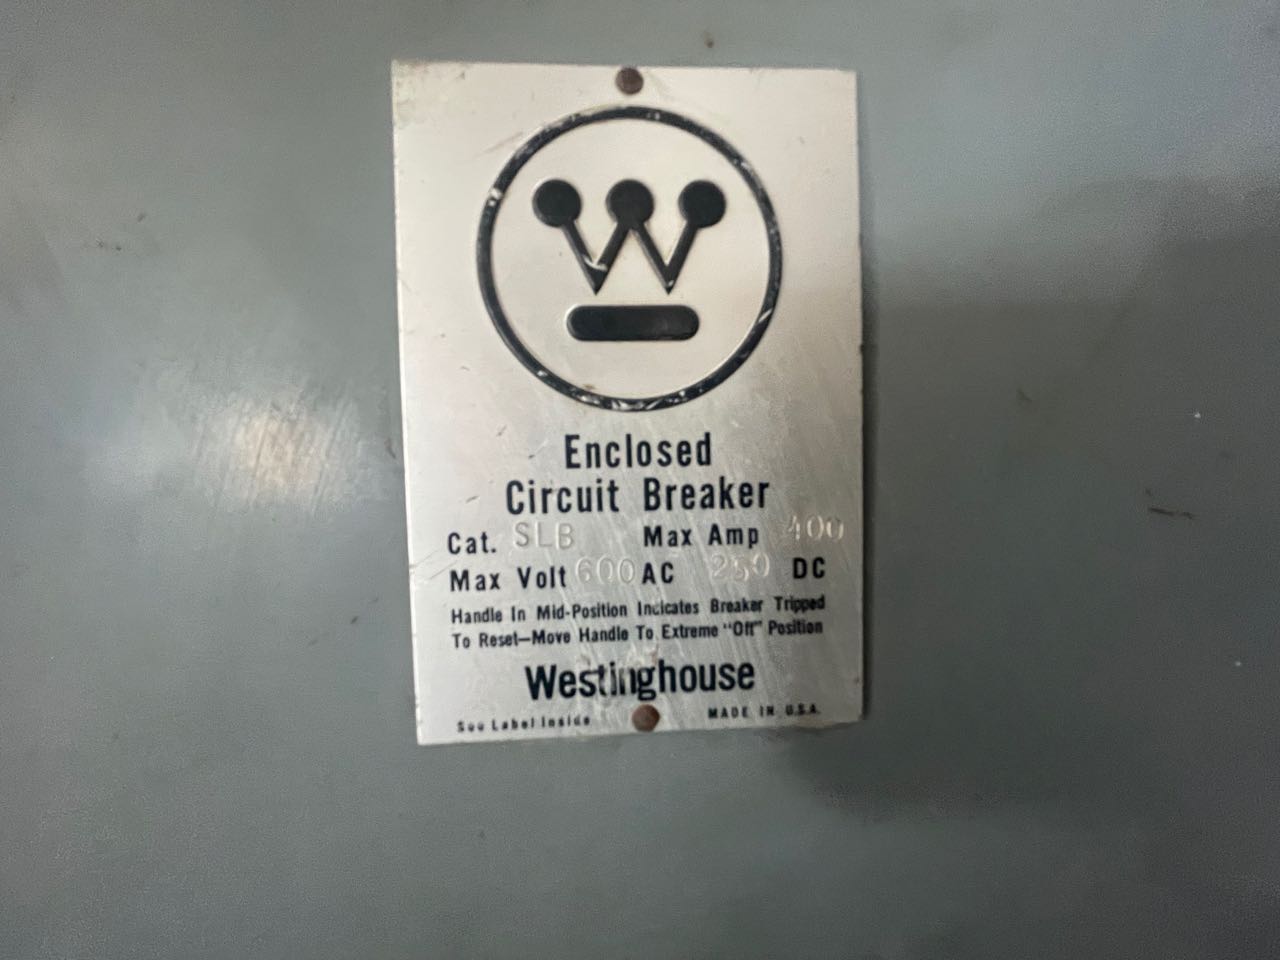 Enclosed
Circuit Breaker
Cat. SLB Max Amp 400
Max Volt 600 AC 250 DC
Handle In Mid-Position Indicates Breaker Tripped
To Reset—Move Handle To Extreme "Off" Position
Westinghouse
See Label Inside MADE IN U.S.A.